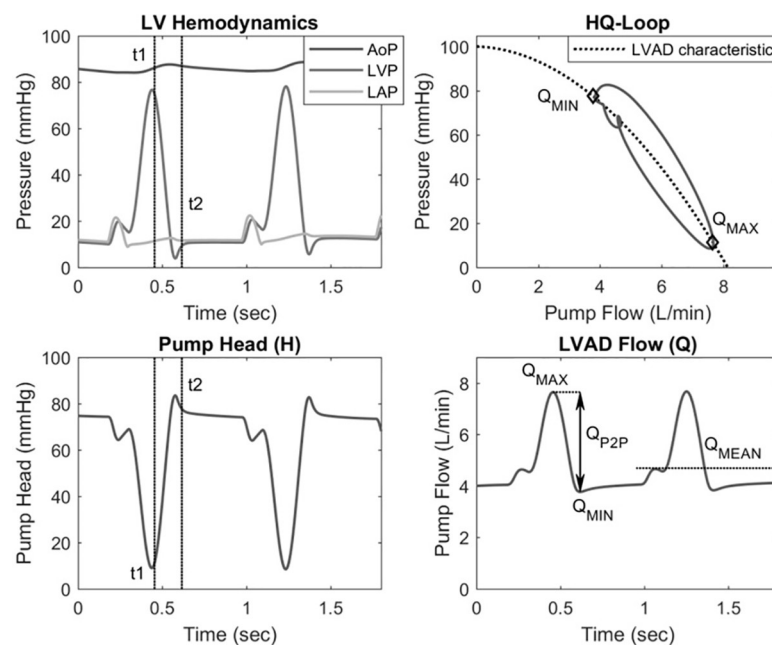 LV Hemodynamics
Pressure (mmHg)
100
80
60
40
20
0
t1
t2
AoP
LVP
LAP
0
0.5
1
1.5
Time (sec)
HQ-Loop
Pressure (mmHg)
100
80
60
40
20
0
LVAD characteristic
QMIN
QMAX
0
2
4
6
8
Pump Flow (L/min)
Pump Head (H)
Pump Head (mmHg)
100
80
60
40
20
0
t2
t1
0
0.5
1
1.5
Time (sec)
LVAD Flow (Q)
Pump Flow (L/min)
8
6
4
2
0
QMAX
QP2P
QMEAN
QMIN
0
0.5
1
1.5
Time (sec)